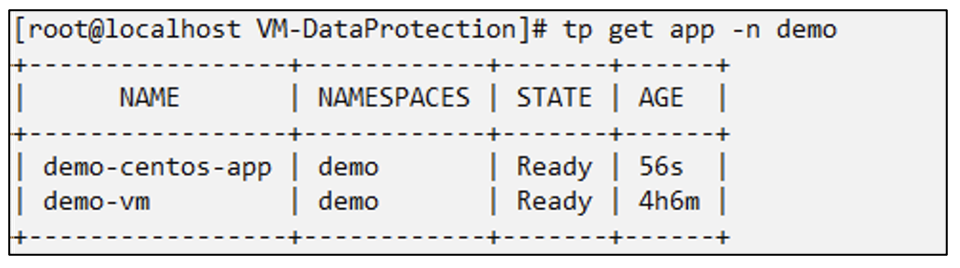 [root@localhost VM-DataProtection]# tp get app -n demo
+-----------------+------------+-------+------+
|      NAME       | NAMESPACES | STATE | AGE  |
+-----------------+------------+-------+------+
| demo-centos-app | demo       | Ready | 56s  |
| demo-vm         | demo       | Ready | 4h6m |
+-----------------+------------+-------+------+